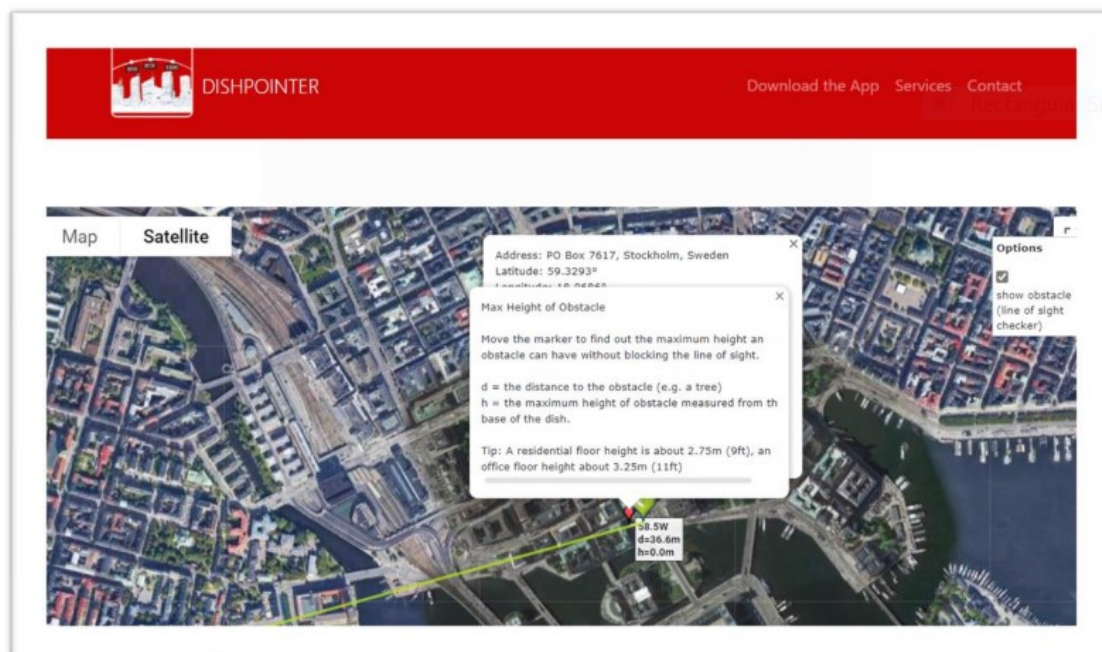 DISHPOINTER
Download the App Services Contact
Rectangular S
Map Satellite
Address: PO Box 7617, Stockholm, Sweden
Latitude: 59.3293°
Longitude: 18.0686°
Options
show obstacle
(line of sight
checker)
Max Height of Obstacle
Move the marker to find out the maximum height an
obstacle can have without blocking the line of sight.
d = the distance to the obstacle (e.g. a tree)
h = the maximum height of obstacle measured from th
base of the dish.
Tip: A residential floor height is about 2.75m (9ft), an
office floor height about 3.25m (11ft)
58.5W
d=36.6m
h=0.0m